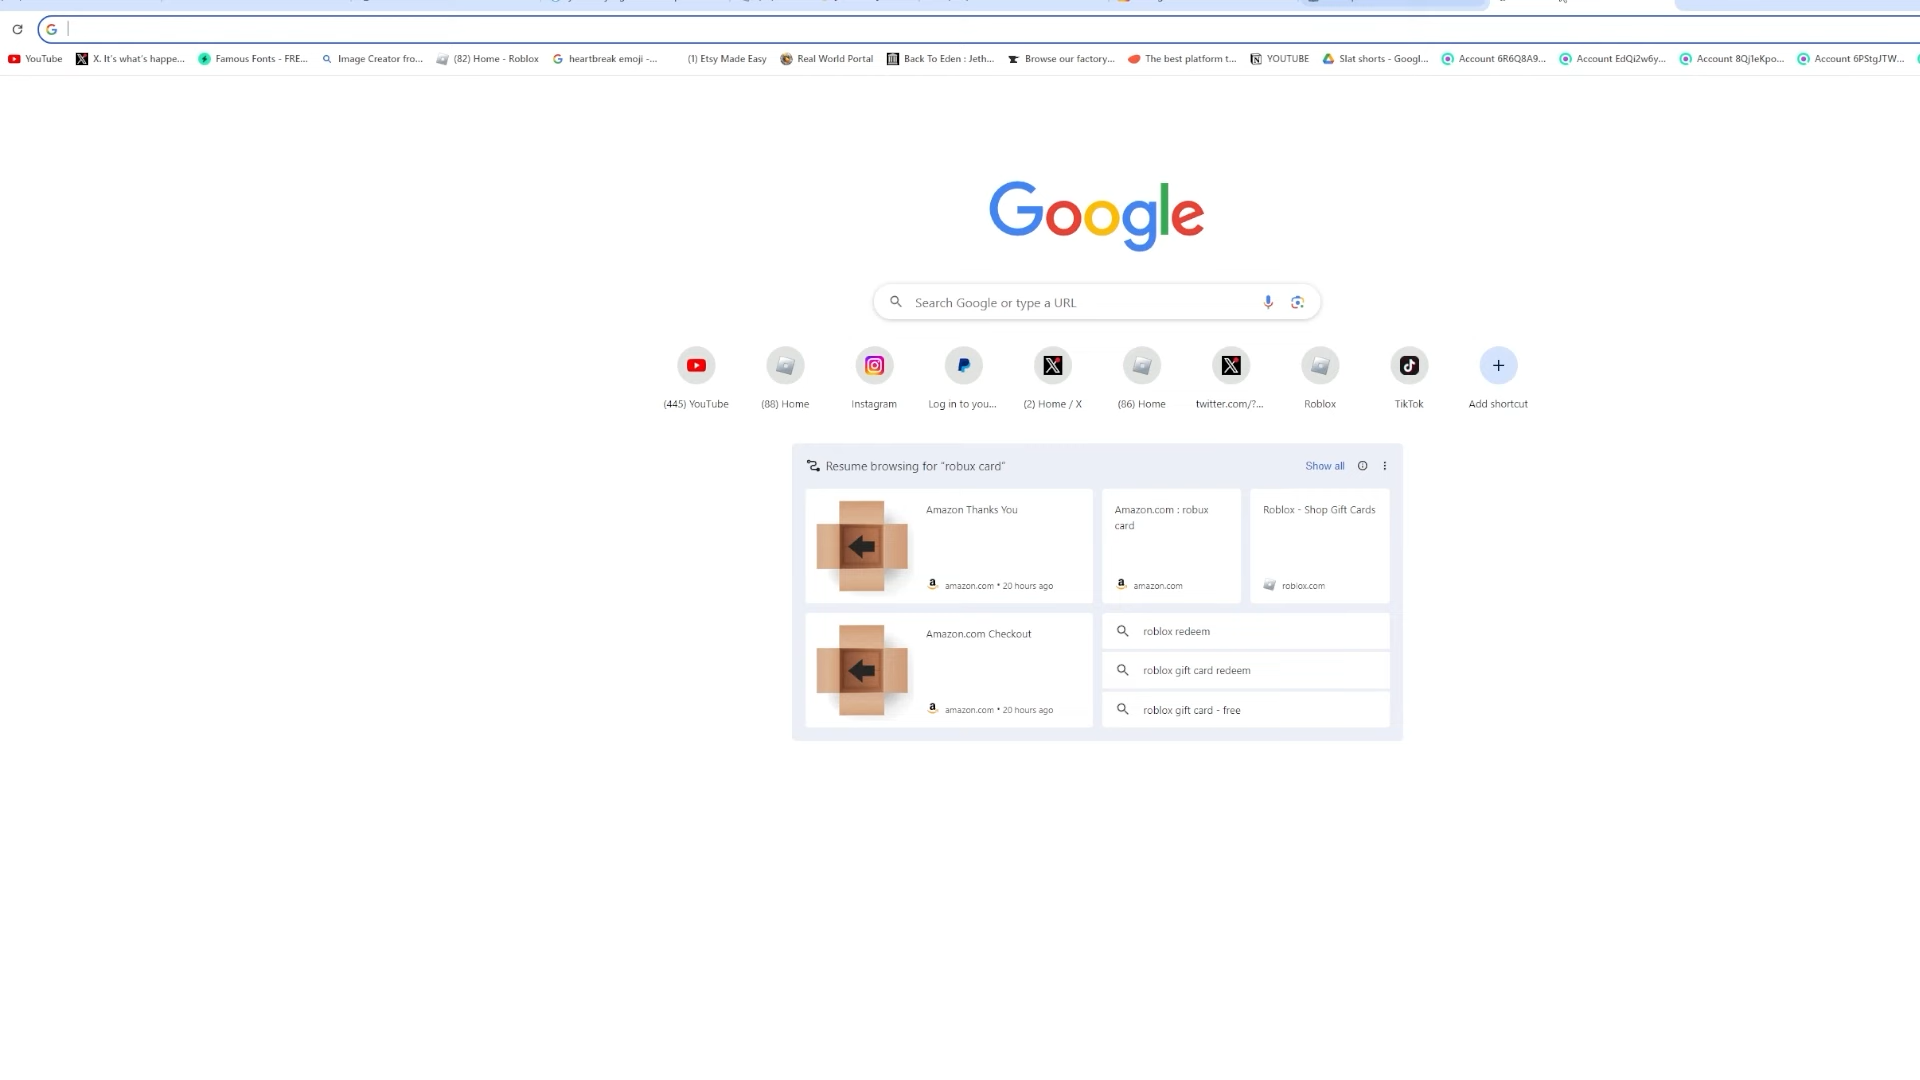 YouTube X. It's what's happe... Famous Fonts - FRE... Image Creator fro... (82) Home - Roblox heartbreak emoji -... (1) Etsy Made Easy Real World Portal Back To Eden : Jeth... Browse our factory... The best platform t... YOUTUBE Slat shorts - Googl... Account 6R6Q8A9... Account EdQi2w6y... Account 8Qj1eKpo... Account 6PStgJTW...
Google
Search Google or type a URL
(445) YouTube (88) Home Instagram Log in to you... (2) Home / X (86) Home twitter.com/?... Roblox TikTok Add shortcut
Resume browsing for "robux card" Show all
Amazon Thanks You
amazon.com • 20 hours ago
Amazon.com : robux
card
amazon.com
Roblox - Shop Gift Cards
roblox.com
Amazon.com Checkout
amazon.com • 20 hours ago
roblox redeem
roblox gift card redeem
roblox gift card - free